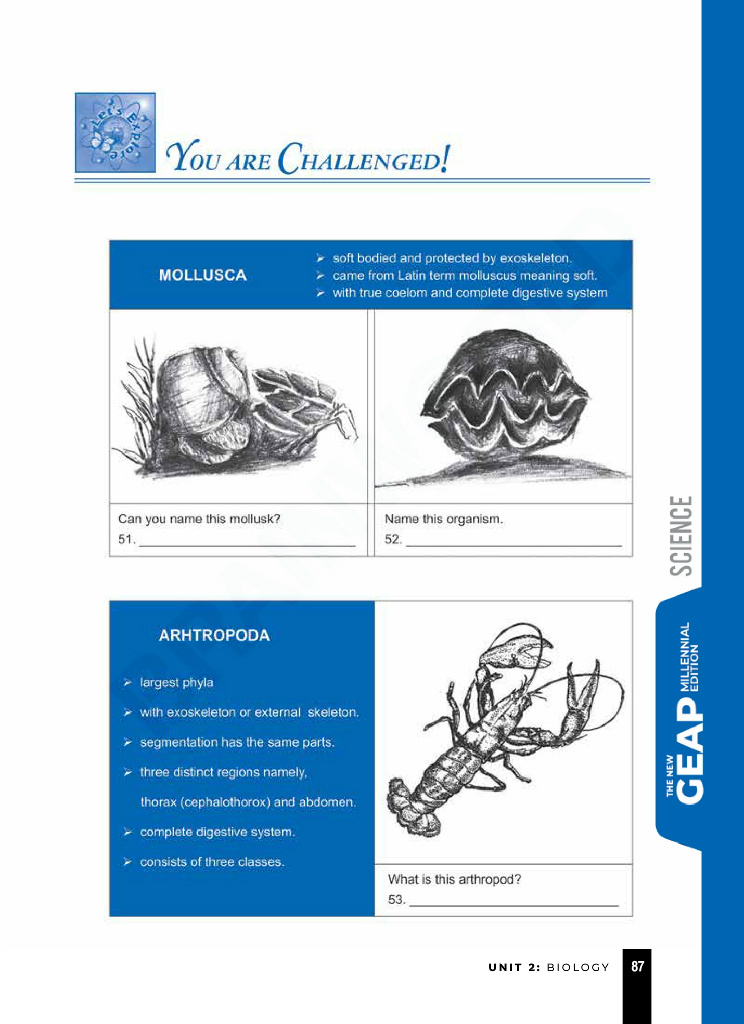 Let's Explore
YOU ARE CHALLENGED!
MOLLUSCA
➢ soft bodied and protected by exoskeleton.
➢ came from Latin term molluscus meaning soft.
➢ with true coelom and complete digestive system
Can you name this mollusk?
51. ____________________
Name this organism.
52. ____________________
ARHTROPODA
➢ largest phyla
➢ with exoskeleton or external skeleton.
➢ segmentation has the same parts.
➢ three distinct regions namely,
thorax (cephalothorox) and abdomen.
➢ complete digestive system.
➢ consists of three classes.
What is this arthropod?
53. ____________________
SCIENCE
THE NEW
GEAP MILLENNIAL
EDITION
UNIT 2: BIOLOGY 87